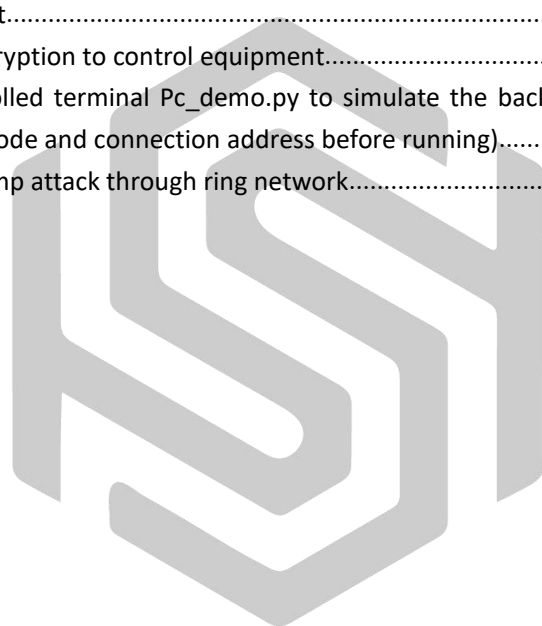 t..............................................................................
ryption to control equipment...........................................
olled terminal Pc_demo.py to simulate the bac
ode and connection address before running).......
mp attack through ring network.......................................